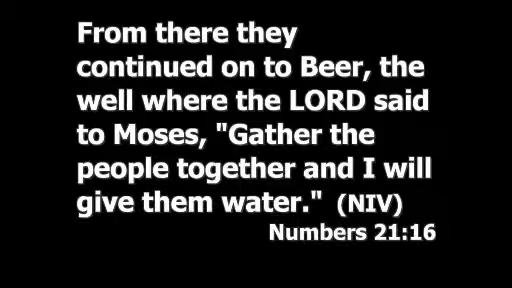 From there they
continued on to Beer, the
well where the LORD said
to Moses, "Gather the
people together and I will
give them water." (NIV)
Numbers 21:16